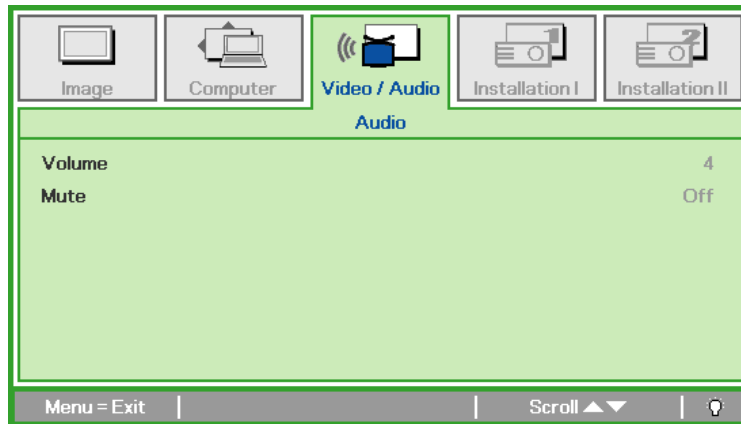 Image Computer Video / Audio Installation I Installation II
Audio
Volume 4
Mute Off
Menu = Exit Scroll ▲▼